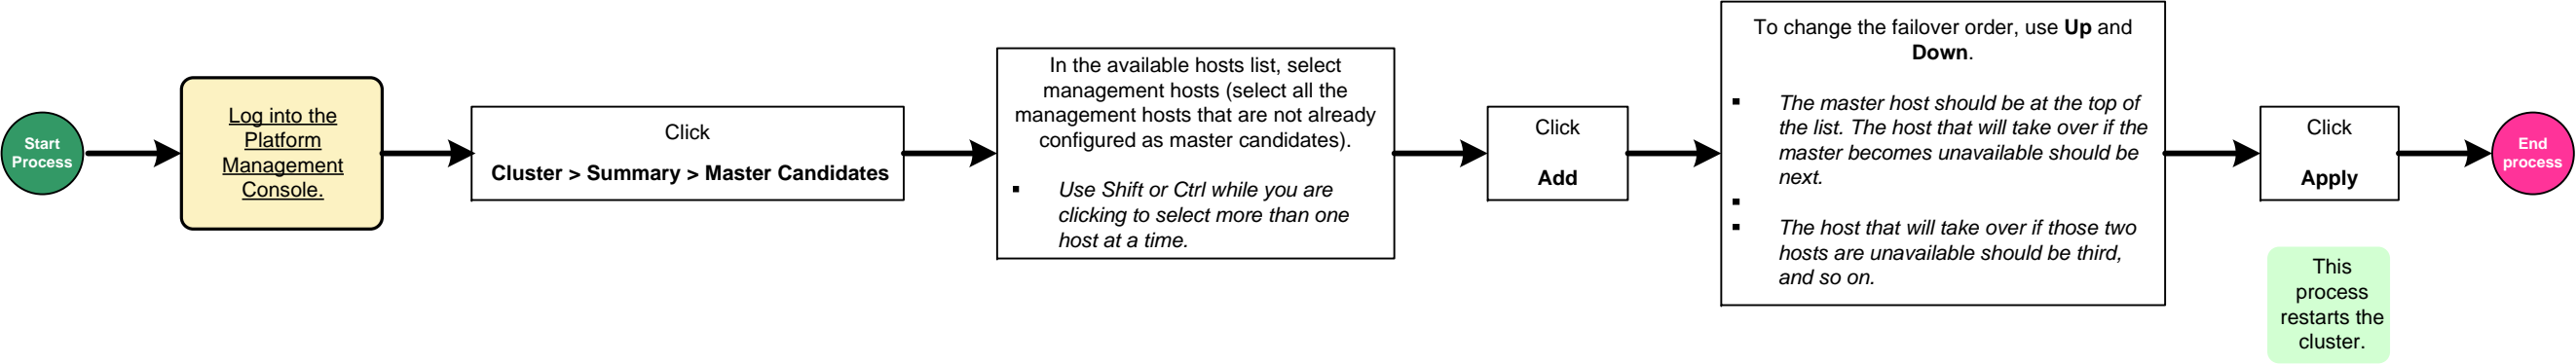 Start
Process
Log into the
Platform
Management
Console.
Click
Cluster > Summary > Master Candidates
In the available hosts list, select
management hosts (select all the
management hosts that are not already
configured as master candidates).
▪ Use Shift or Ctrl while you are
clicking to select more than one
host at a time.
Click
Add
To change the failover order, use Up and
Down.
▪ The master host should be at the top of
the list. The host that will take over if the
master becomes unavailable should be
next.
▪
▪ The host that will take over if those two
hosts are unavailable should be third,
and so on.
Click
Apply
This
process
restarts the
cluster.
End
process